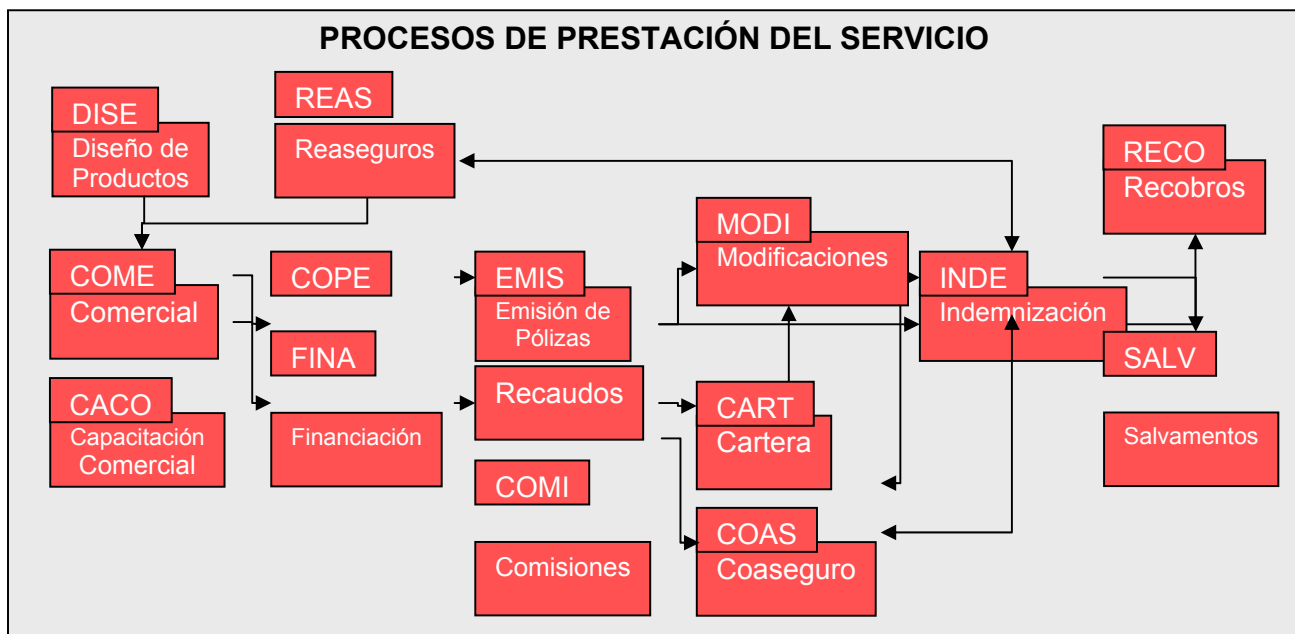 PROCESOS DE PRESTACIÓN DEL SERVICIO
DISE
Diseño de
Productos
REAS
Reaseguros
RECO
Recobros
MODI
Modificaciones
COME
Comercial
COPE
EMIS
Emisión de
Pólizas
INDE
Indemnización
FINA
SALV
CACO
Capacitación
Comercial
Financiación
Recaudos
CART
Cartera
Salvamentos
COMI
Comisiones
COAS
Coaseguro